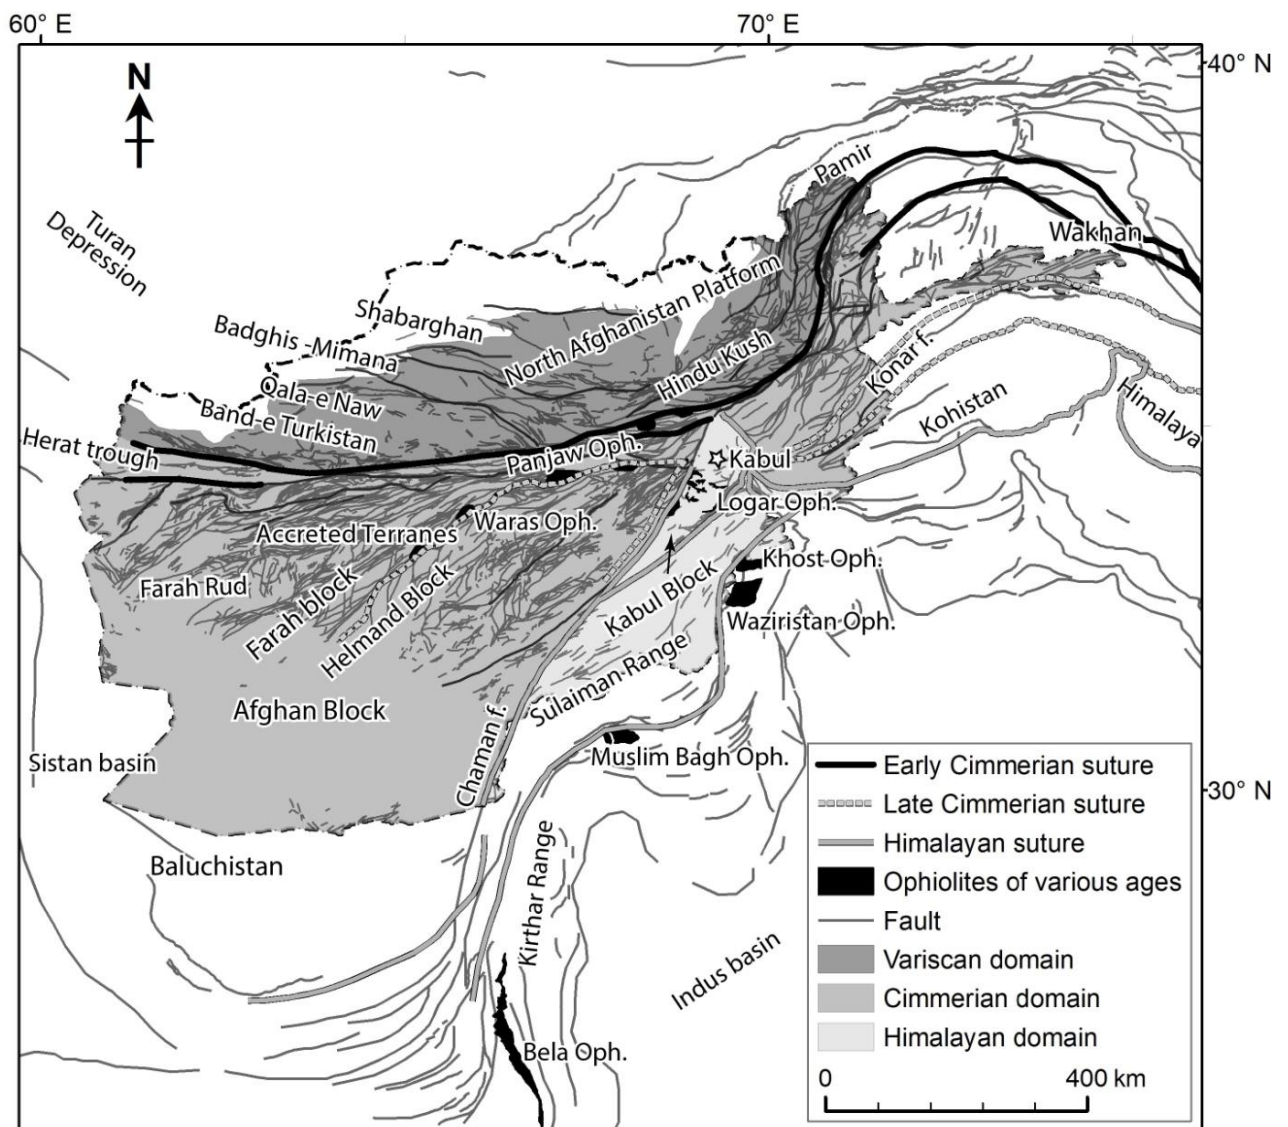 60° E
70° E
40° N
N
Pamir
Turan
Depression
Wakhan
Shabarghan
North Afghanistan Platform
Badghis -Mimana
Hindu Kush
Konar f.
Qala-e Naw
Band-e Turkistan
Kohistan
Himalaya
Herat trough
Panjaw Oph.
Kabul
Logar Oph.
Waras Oph.
Accreted Terranes
Khost Oph.
Farah Rud
Farah block
Helmand Block
Kabul Block
Waziristan Oph.
Sulaiman Range
Afghan Block
Chaman f.
Sistan basin
Muslim Bagh Oph.
30° N
Baluchistan
Kirthar Range
Indus basin
Bela Oph.
Early Cimmerian suture
Late Cimmerian suture
Himalayan suture
Ophiolites of various ages
Fault
Variscan domain
Cimmerian domain
Himalayan domain
0 400 km